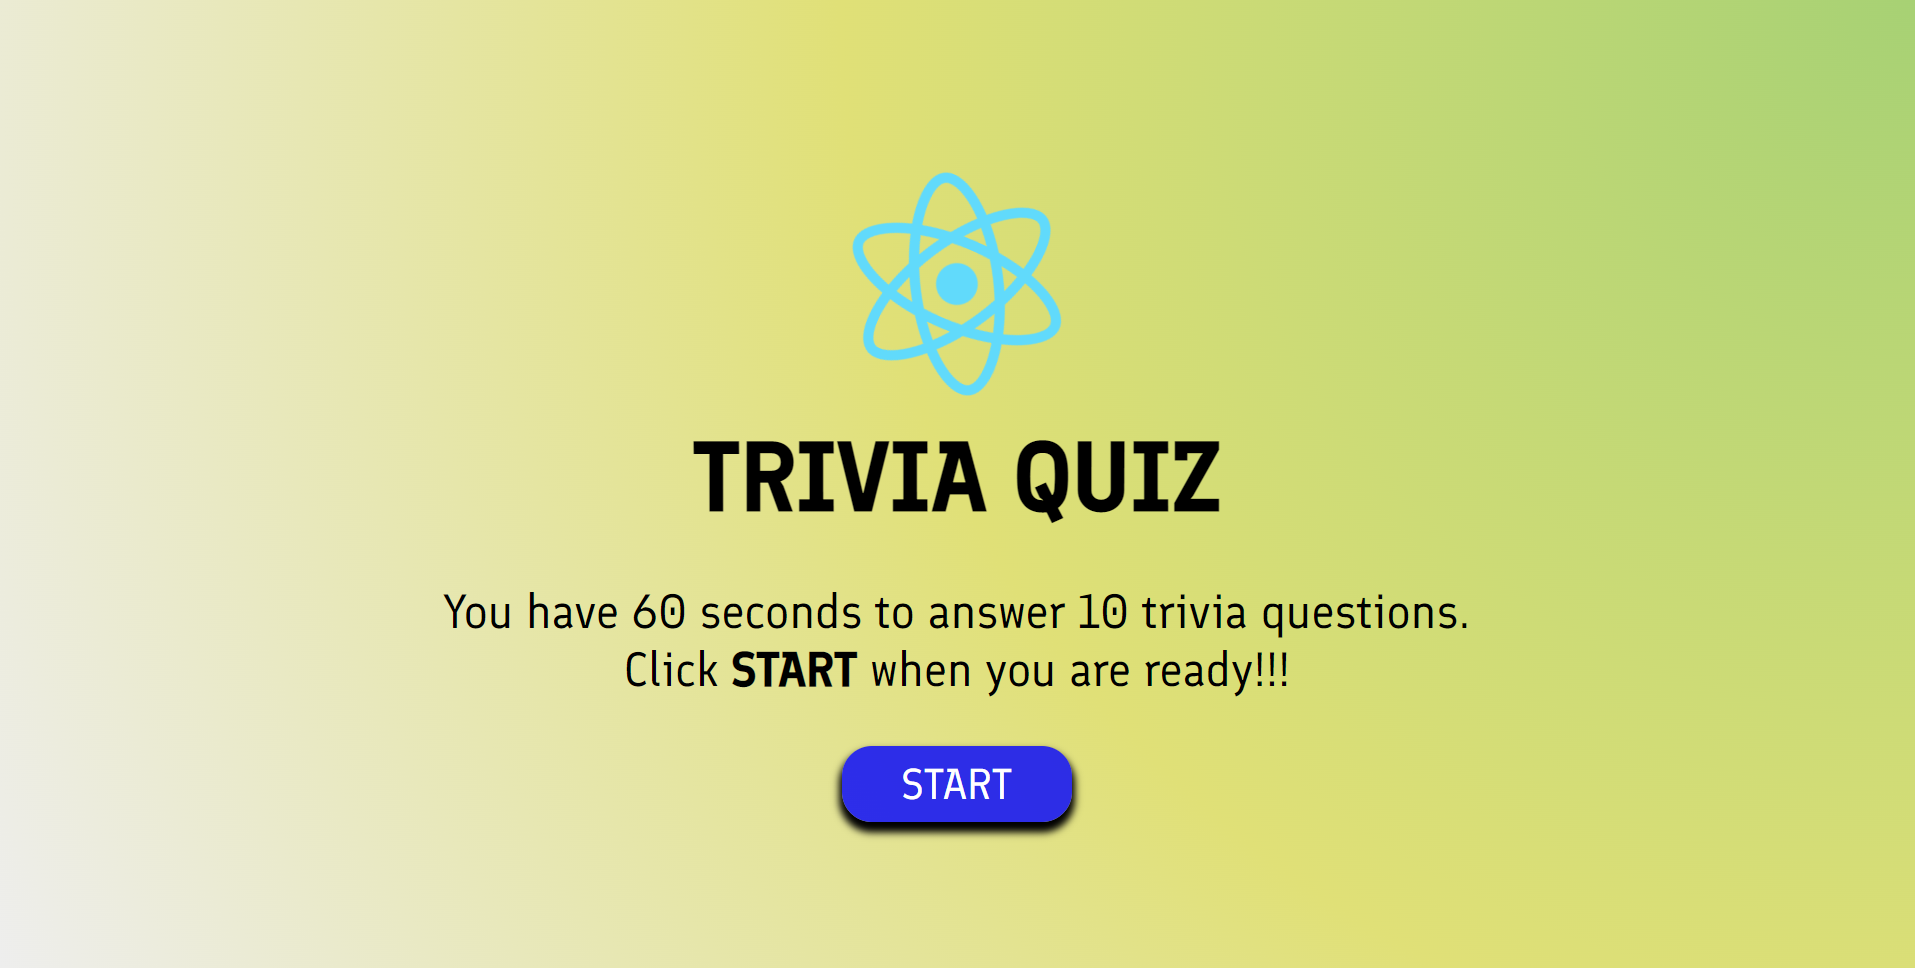 TRIVIA QUIZ
You have 60 seconds to answer 10 trivia questions.
Click START when you are ready!!!
START